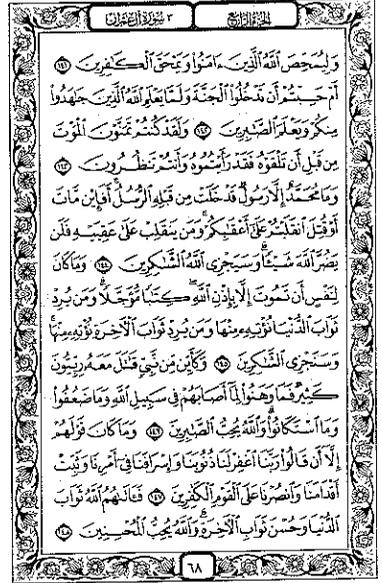 الجزء الرابع ٣ سورة آل عمران
وَلِيُمَحِّصَ ٱللَّهُ ٱلَّذِينَ ءَامَنُوا۟ وَيَمْحَقَ ٱلْكَٰفِرِينَ ١٤١
أَمْ حَسِبْتُمْ أَن تَدْخُلُوا۟ ٱلْجَنَّةَ وَلَمَّا يَعْلَمِ ٱللَّهُ ٱلَّذِينَ جَٰهَدُوا۟
مِنكُمْ وَيَعْلَمَ ٱلصَّٰبِرِينَ ١٤٢ وَلَقَدْ كُنتُمْ تَمَنَّوْنَ ٱلْمَوْتَ
مِن قَبْلِ أَن تَلْقَوْهُ فَقَدْ رَأَيْتُمُوهُ وَأَنتُمْ تَنظُرُونَ ١٤٣
وَمَا مُحَمَّدٌ إِلَّا رَسُولٌ قَدْ خَلَتْ مِن قَبْلِهِ ٱلرُّسُلُ أَفَإِي۟ن مَّاتَ
أَوْ قُتِلَ ٱنقَلَبْتُمْ عَلَىٰٓ أَعْقَٰبِكُمْ وَمَن يَنقَلِبْ عَلَىٰ عَقِبَيْهِ فَلَن
يَضُرَّ ٱللَّهَ شَيْـًٔا وَسَيَجْزِى ٱللَّهُ ٱلشَّٰكِرِينَ ١٤٤ وَمَا كَانَ
لِنَفْسٍ أَن تَمُوتَ إِلَّا بِإِذْنِ ٱللَّهِ كِتَٰبًا مُّؤَجَّلًا وَمَن يُرِدْ
ثَوَابَ ٱلدُّنْيَا نُؤْتِهِۦ مِنْهَا وَمَن يُرِدْ ثَوَابَ ٱلْءَاخِرَةِ نُؤْتِهِۦ مِنْهَا
وَسَنَجْزِى ٱلشَّٰكِرِينَ ١٤٥ وَكَأَيِّن مِّن نَّبِىٍّ قَٰتَلَ مَعَهُۥ رِبِّيُّونَ
كَثِيرٌ فَمَا وَهَنُوا۟ لِمَآ أَصَابَهُمْ فِى سَبِيلِ ٱللَّهِ وَمَا ضَعُفُوا۟
وَمَا ٱسْتَكَانُوا۟ وَٱللَّهُ يُحِبُّ ٱلصَّٰبِرِينَ ١٤٦ وَمَا كَانَ قَوْلَهُمْ
إِلَّآ أَن قَالُوا۟ رَبَّنَا ٱغْفِرْ لَنَا ذُنُوبَنَا وَإِسْرَافَنَا فِىٓ أَمْرِنَا وَثَبِّتْ
أَقْدَامَنَا وَٱنصُرْنَا عَلَى ٱلْقَوْمِ ٱلْكَٰفِرِينَ ١٤٧ فَـَٔاتَىٰهُمُ ٱللَّهُ ثَوَابَ
ٱلدُّنْيَا وَحُسْنَ ثَوَابِ ٱلْءَاخِرَةِ وَٱللَّهُ يُحِبُّ ٱلْمُحْسِنِينَ ١٤٨
٦٨